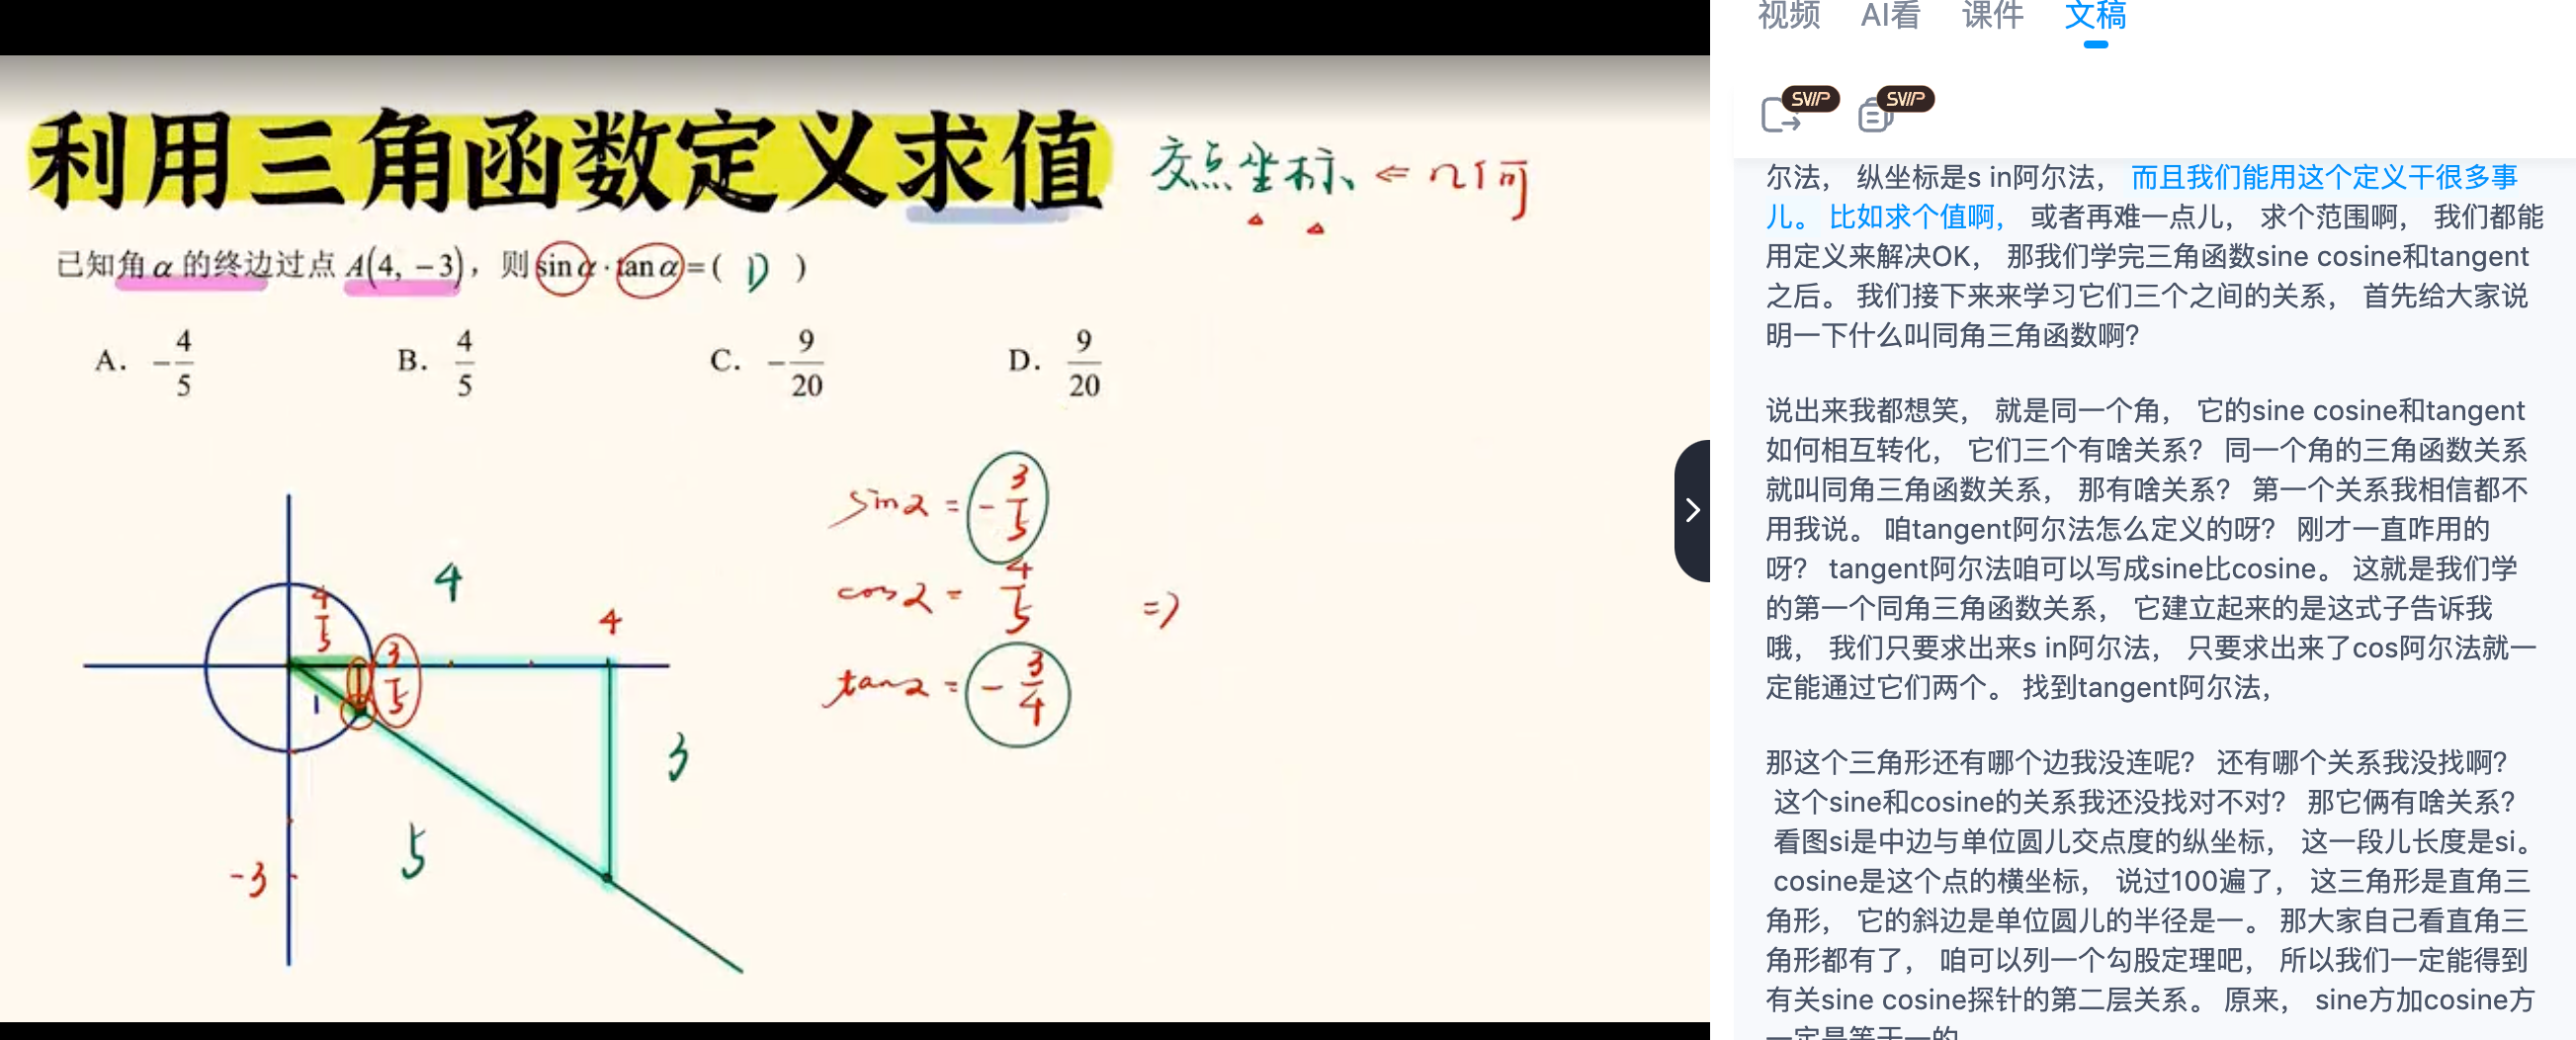 利用三角函数定义求值
交点坐标、⇐ 几何
已知角 α 的终边过点 A(4, −3)，则 sin α · tan α = ( D )
A. −4/5 B. 4/5 C. −9/20 D. 9/20
sinα = −3/5
cosα = 4/5 ⇒
tanα = −3/4
4
4/5
4
3/5
1
3
5
-3
视频 AI看 课件 文稿
SVIP SVIP
尔法， 纵坐标是s in阿尔法， 而且我们能用这个定义干很多事
儿。 比如求个值啊， 或者再难一点儿， 求个范围啊， 我们都能
用定义来解决OK， 那我们学完三角函数sine cosine和tangent
之后。 我们接下来来学习它们三个之间的关系， 首先给大家说
明一下什么叫同角三角函数啊？
说出来我都想笑， 就是同一个角， 它的sine cosine和tangent
如何相互转化， 它们三个有啥关系？ 同一个角的三角函数关系
就叫同角三角函数关系， 那有啥关系？ 第一个关系我相信都不
用我说。 咱tangent阿尔法怎么定义的呀？ 刚才一直咋用的
呀？ tangent阿尔法咱可以写成sine比cosine。 这就是我们学
的第一个同角三角函数关系， 它建立起来的是这式子告诉我
哦， 我们只要求出来s in阿尔法， 只要求出来了cos阿尔法就一
定能通过它们两个。 找到tangent阿尔法，
那这个三角形还有哪个边我没连呢？ 还有哪个关系我没找啊？
这个sine和cosine的关系我还没找对不对？ 那它俩有啥关系？
看图si是中边与单位圆儿交点度的纵坐标， 这一段儿长度是si。
cosine是这个点的横坐标， 说过100遍了， 这三角形是直角三
角形， 它的斜边是单位圆儿的半径是一。 那大家自己看直角三
角形都有了， 咱可以列一个勾股定理吧， 所以我们一定能得到
有关sine cosine探针的第二层关系。 原来， sine方加cosine方
一定是等于一的